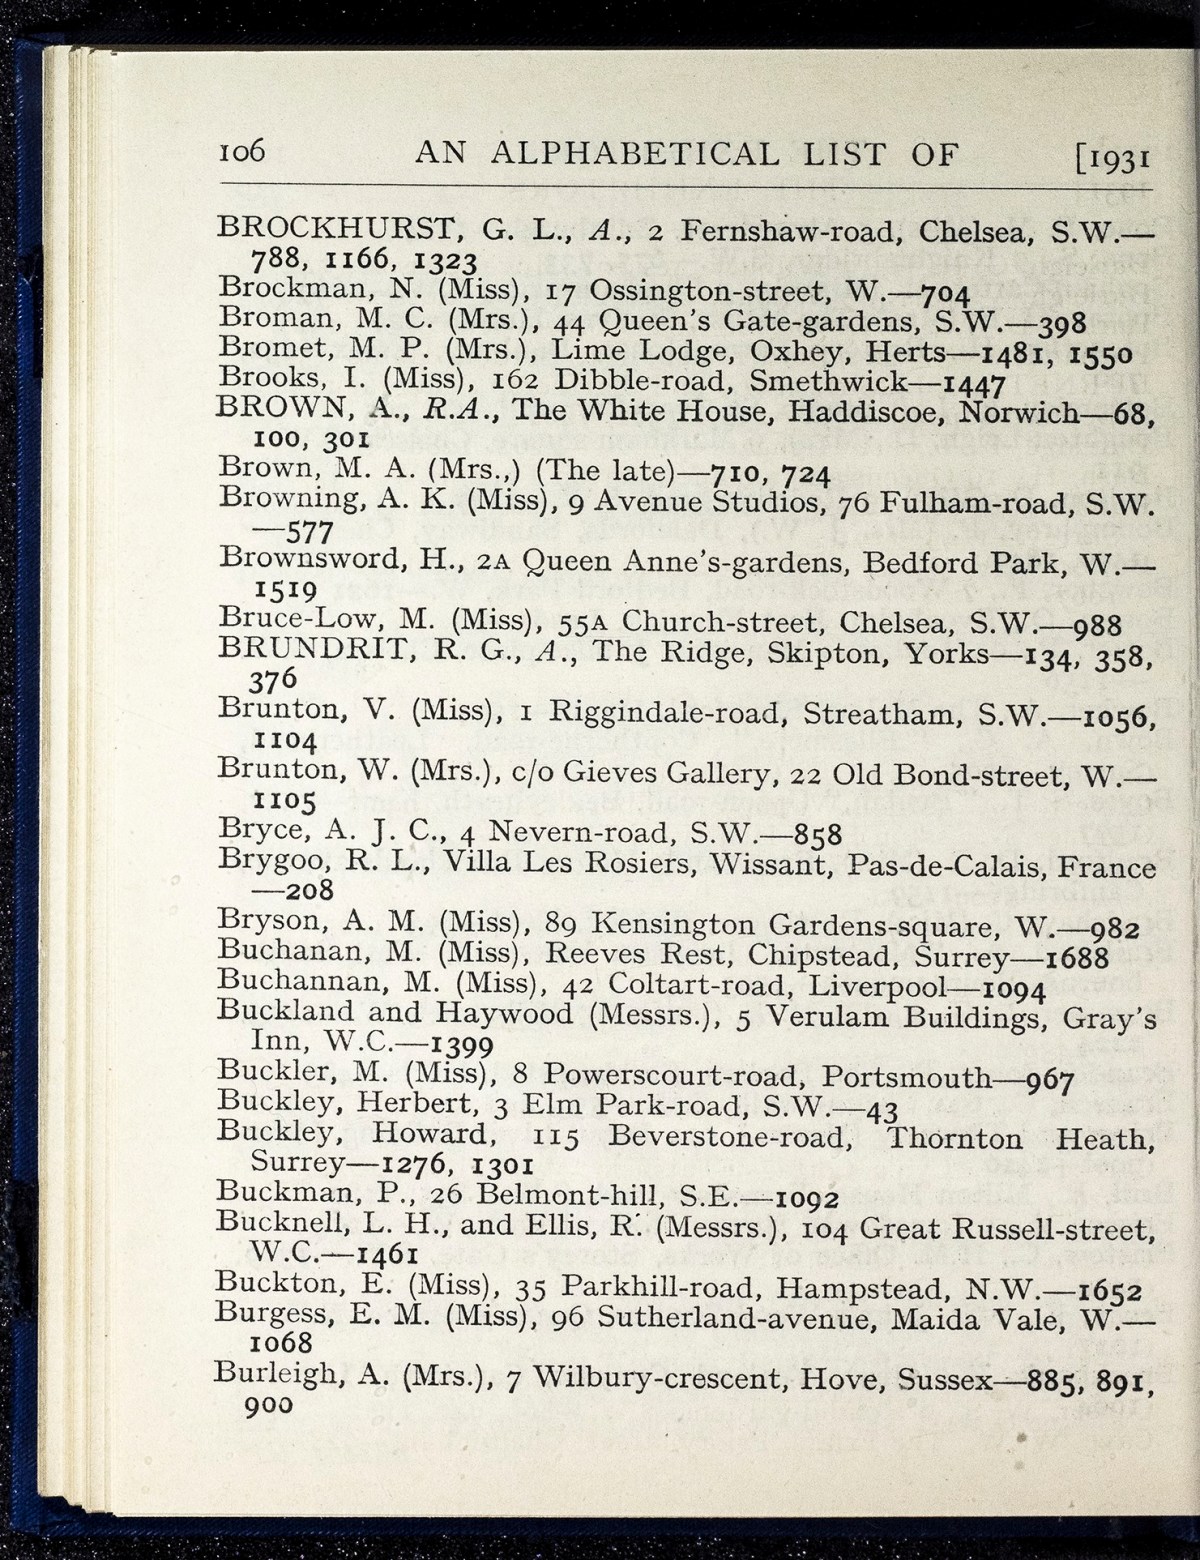 106 AN ALPHABETICAL LIST OF [1931
BROCKHURST, G. L., A., 2 Fernshaw-road, Chelsea, S.W.—
788, 1166, 1323
Brockman, N. (Miss), 17 Ossington-street, W.—704
Broman, M. C. (Mrs.), 44 Queen's Gate-gardens, S.W.—398
Bromet, M. P. (Mrs.), Lime Lodge, Oxhey, Herts—1481, 1550
Brooks, I. (Miss), 162 Dibble-road, Smethwick—1447
BROWN, A., R.A., The White House, Haddiscoe, Norwich—68,
100, 301
Brown, M. A. (Mrs.,) (The late)—710, 724
Browning, A. K. (Miss), 9 Avenue Studios, 76 Fulham-road, S.W.
—577
Brownsword, H., 2A Queen Anne's-gardens, Bedford Park, W.—
1519
Bruce-Low, M. (Miss), 55A Church-street, Chelsea, S.W.—988
BRUNDRIT, R. G., A., The Ridge, Skipton, Yorks—134, 358,
376
Brunton, V. (Miss), 1 Riggindale-road, Streatham, S.W.—1056,
1104
Brunton, W. (Mrs.), c/o Gieves Gallery, 22 Old Bond-street, W.—
1105
Bryce, A. J. C., 4 Nevern-road, S.W.—858
Brygoo, R. L., Villa Les Rosiers, Wissant, Pas-de-Calais, France
—208
Bryson, A. M. (Miss), 89 Kensington Gardens-square, W.—982
Buchanan, M. (Miss), Reeves Rest, Chipstead, Surrey—1688
Buchannan, M. (Miss), 42 Coltart-road, Liverpool—1094
Buckland and Haywood (Messrs.), 5 Verulam Buildings, Gray's
Inn, W.C.—1399
Buckler, M. (Miss), 8 Powerscourt-road, Portsmouth—967
Buckley, Herbert, 3 Elm Park-road, S.W.—43
Buckley, Howard, 115 Beverstone-road, Thornton Heath,
Surrey—1276, 1301
Buckman, P., 26 Belmont-hill, S.E.—1092
Bucknell, L. H., and Ellis, R. (Messrs.), 104 Great Russell-street,
W.C.—1461
Buckton, E. (Miss), 35 Parkhill-road, Hampstead, N.W.—1652
Burgess, E. M. (Miss), 96 Sutherland-avenue, Maida Vale, W.—
1068
Burleigh, A. (Mrs.), 7 Wilbury-crescent, Hove, Sussex—885, 891,
900